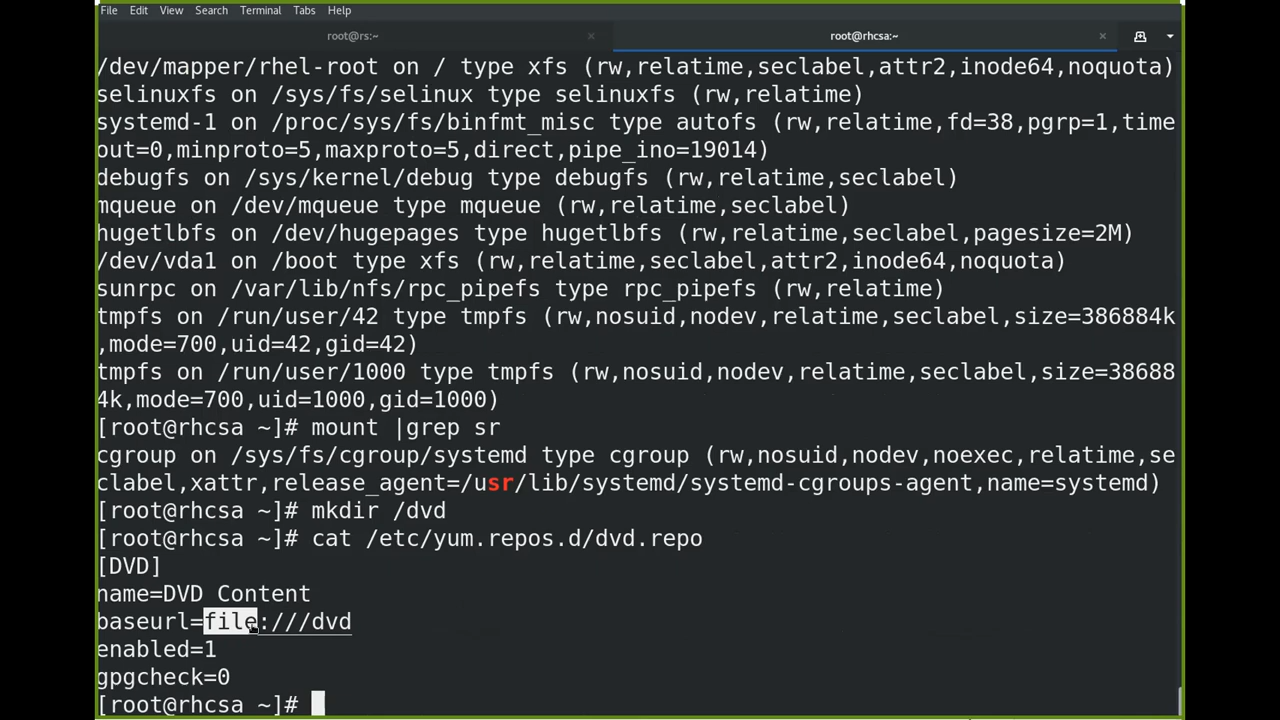 File Edit View Search Terminal Tabs Help
root@rs:~ × root@rhcsa:~ ×
/dev/mapper/rhel-root on / type xfs (rw,relatime,seclabel,attr2,inode64,noquota)
selinuxfs on /sys/fs/selinux type selinuxfs (rw,relatime)
systemd-1 on /proc/sys/fs/binfmt_misc type autofs (rw,relatime,fd=38,pgrp=1,time
out=0,minproto=5,maxproto=5,direct,pipe_ino=19014)
debugfs on /sys/kernel/debug type debugfs (rw,relatime,seclabel)
mqueue on /dev/mqueue type mqueue (rw,relatime,seclabel)
hugetlbfs on /dev/hugepages type hugetlbfs (rw,relatime,seclabel,pagesize=2M)
/dev/vda1 on /boot type xfs (rw,relatime,seclabel,attr2,inode64,noquota)
sunrpc on /var/lib/nfs/rpc_pipefs type rpc_pipefs (rw,relatime)
tmpfs on /run/user/42 type tmpfs (rw,nosuid,nodev,relatime,seclabel,size=386884k
,mode=700,uid=42,gid=42)
tmpfs on /run/user/1000 type tmpfs (rw,nosuid,nodev,relatime,seclabel,size=38688
4k,mode=700,uid=1000,gid=1000)
[root@rhcsa ~]# mount |grep sr
cgroup on /sys/fs/cgroup/systemd type cgroup (rw,nosuid,nodev,noexec,relatime,se
clabel,xattr,release_agent=/usr/lib/systemd/systemd-cgroups-agent,name=systemd)
[root@rhcsa ~]# mkdir /dvd
[root@rhcsa ~]# cat /etc/yum.repos.d/dvd.repo
[DVD]
name=DVD Content
baseurl=file:///dvd
enabled=1
gpgcheck=0
[root@rhcsa ~]#